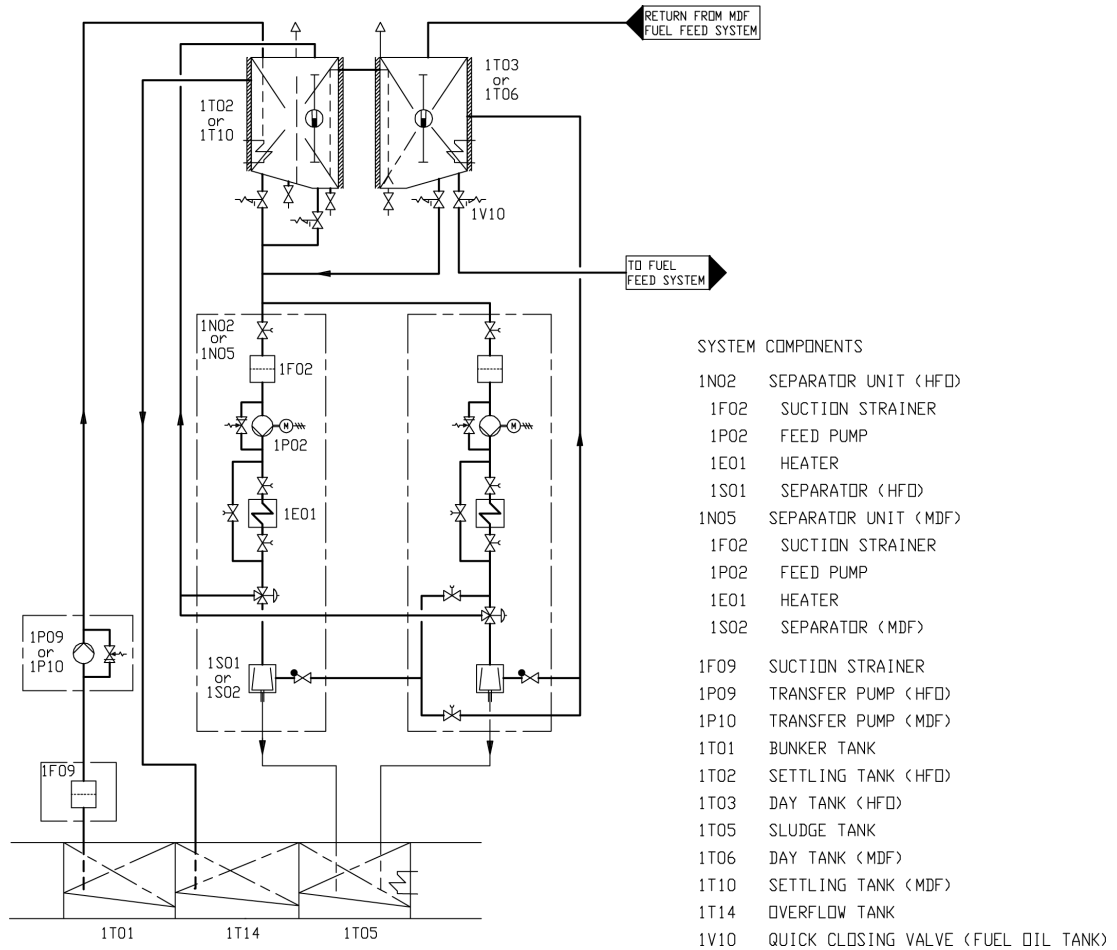 RETURN FROM MDF
FUEL FEED SYSTEM
1T03
or
1T06
1T02
or
1T10
1V10
TO FUEL
FEED SYSTEM
1N02
or
1N05
1F02
M
M
1P02
1E01
1P09
or
1P10
1S01
or
1S02
1F09
1T01
1T14
1T05
SYSTEM COMPONENTS
1N02 SEPARATOR UNIT (HFO)
1F02 SUCTION STRAINER
1P02 FEED PUMP
1E01 HEATER
1S01 SEPARATOR (HFO)
1N05 SEPARATOR UNIT (MDF)
1F02 SUCTION STRAINER
1P02 FEED PUMP
1E01 HEATER
1S02 SEPARATOR (MDF)
1F09 SUCTION STRAINER
1P09 TRANSFER PUMP (HFO)
1P10 TRANSFER PUMP (MDF)
1T01 BUNKER TANK
1T02 SETTLING TANK (HFO)
1T03 DAY TANK (HFO)
1T05 SLUDGE TANK
1T06 DAY TANK (MDF)
1T10 SETTLING TANK (MDF)
1T14 OVERFLOW TANK
1V10 QUICK CLOSING VALVE (FUEL OIL TANK)